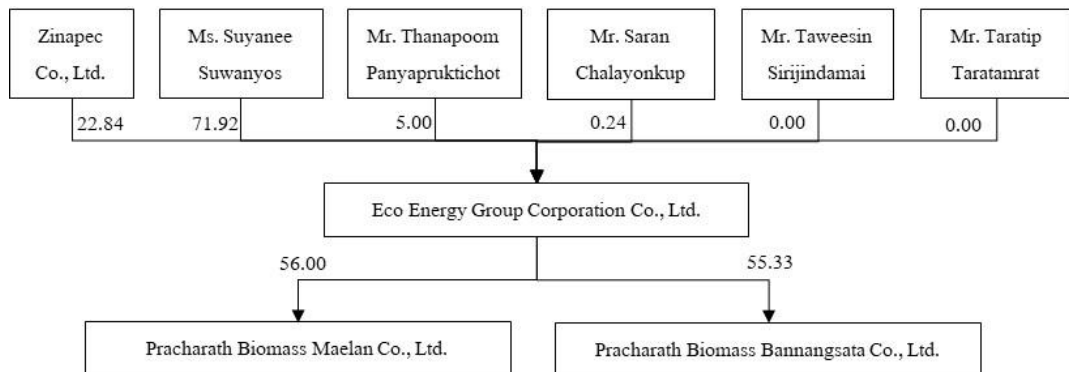 Zinapec
Co., Ltd.
Ms. Suyanee
Suwanyos
Mr. Thanapoom
Panyapruktichot
Mr. Saran
Chalayonkup
Mr. Taweesin
Sirijindamai
Mr. Taratip
Taratamrat
22.84
71.92
5.00
0.24
0.00
0.00
Eco Energy Group Corporation Co., Ltd.
56.00
55.33
Pracharath Biomass Maelan Co., Ltd.
Pracharath Biomass Bannangsata Co., Ltd.